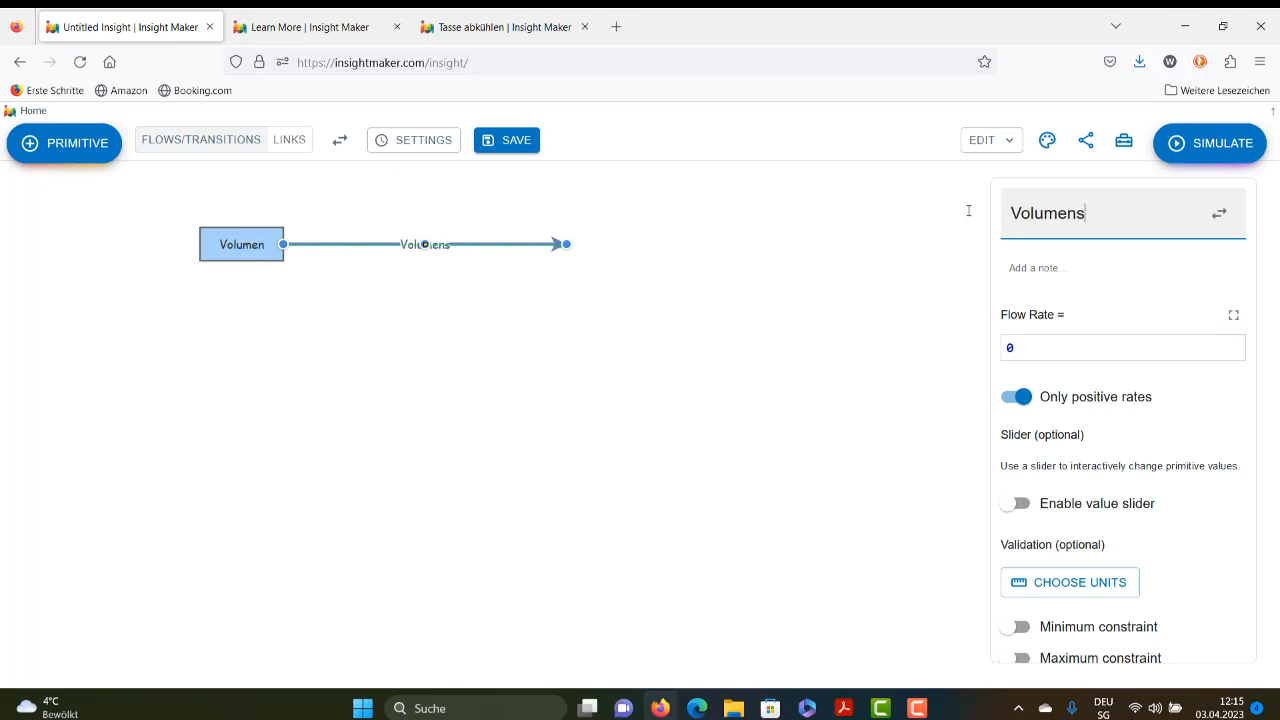 Untitled Insight | Insight Maker
Learn More | Insight Maker
Tasse abkühlen | Insight Maker
https://insightmaker.com/insight/
Erste Schritte
Amazon
Booking.com
Weitere Lesezeichen
Home
PRIMITIVE
FLOWS/TRANSITIONS
LINKS
SETTINGS
SAVE
EDIT
SIMULATE
Volumen
Volumens
Volumens
Add a note...
Flow Rate =
0
Only positive rates
Slider (optional)
Use a slider to interactively change primitive values.
Enable value slider
Validation (optional)
CHOOSE UNITS
Minimum constraint
Maximum constraint
4°C
Bewölkt
Suche
DEU
SG
12:15
03.04.2023
4